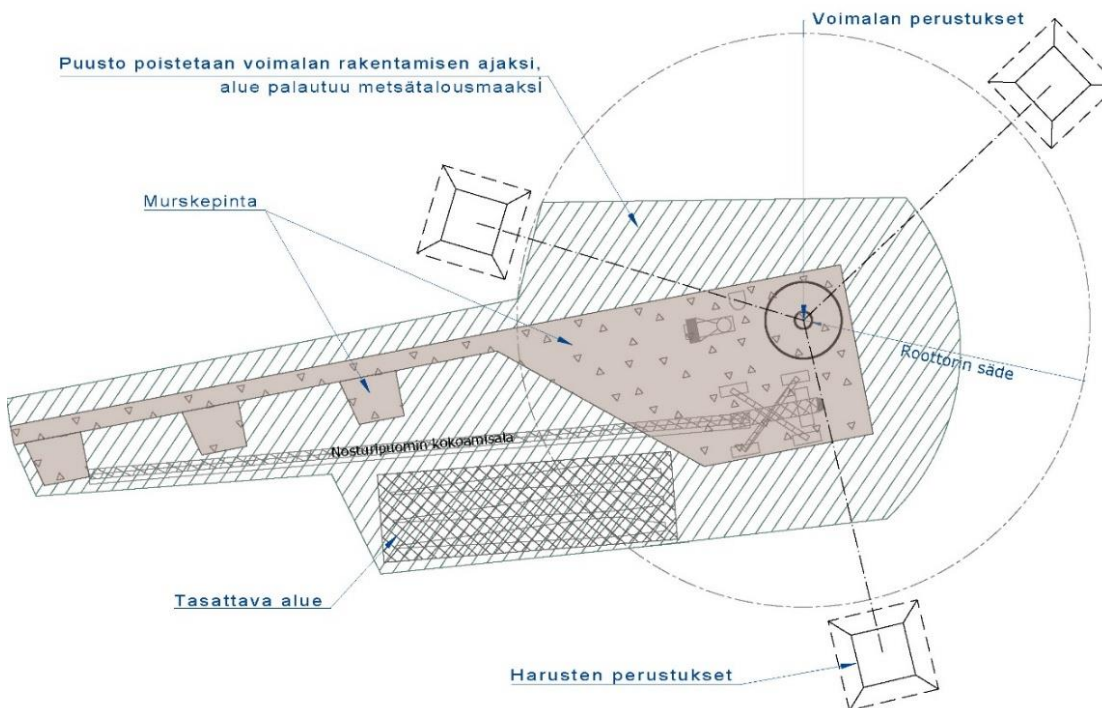 Voimalan perustukset
Puusto poistetaan voimalan rakentamisen ajaksi,
alue palautuu metsätalousmaaksi
Murskepinta
Roottorin säde
Nosturipuomin kokoamisala
Tasattava alue
Harusten perustukset